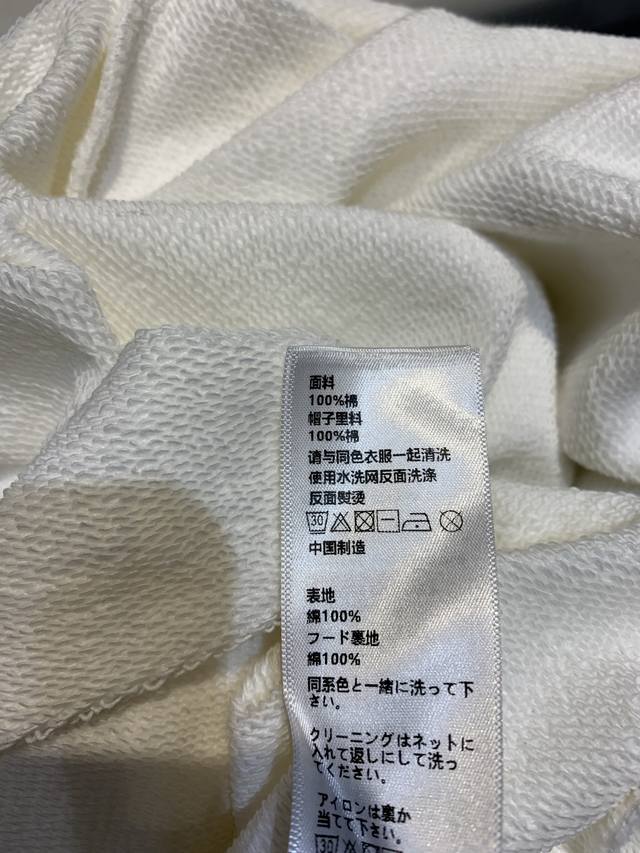 面料
100%棉
帽子里料
100%棉
请与同色衣服一起清洗
使用水洗网反面洗涤
反面熨烫
30
中国制造
表地
綿100%
フード裏地
綿100%
同系色と一緒に洗って下
さい。
クリーニングはネットに
入れて返しにして洗っ
てください。
アイロンは裏か
当てて下さい。
30